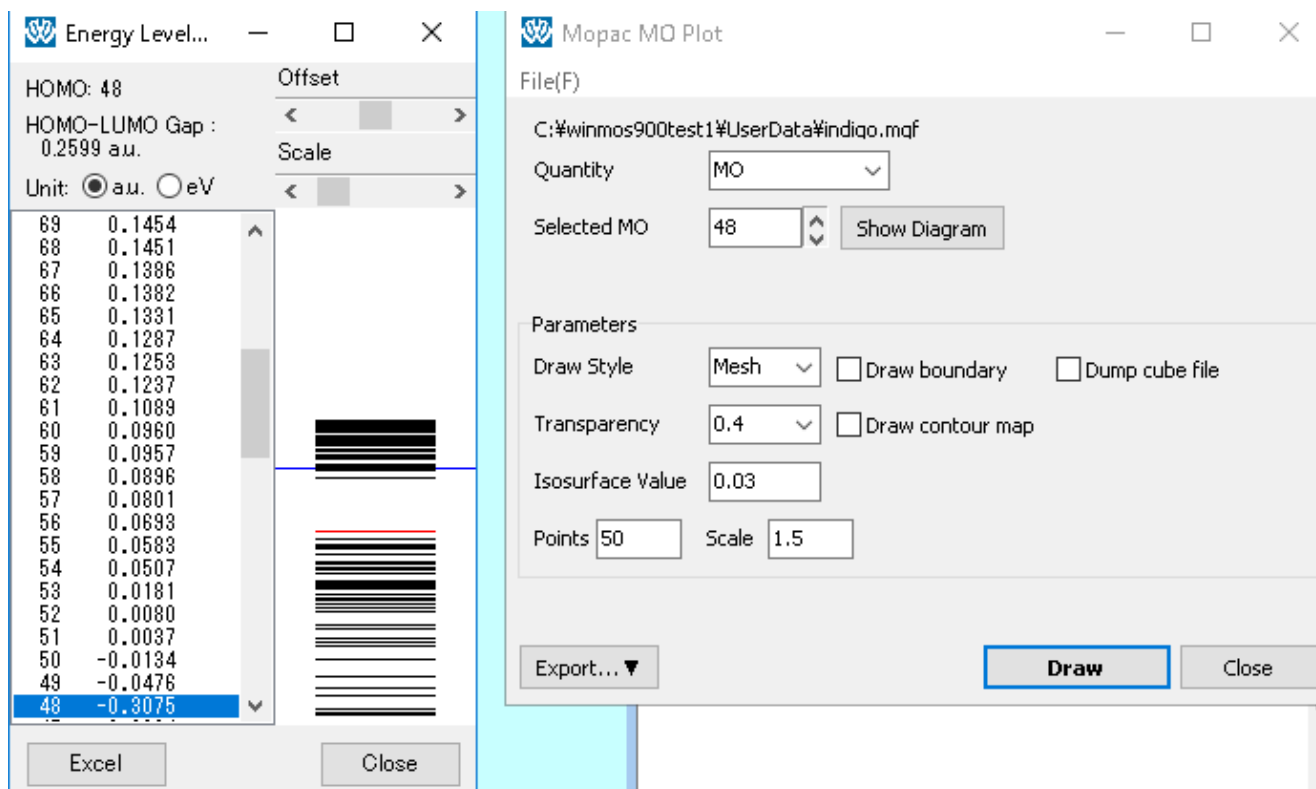 Energy Level...
HOMO: 48
HOMO-LUMO Gap :
0.2599 a.u.
Unit: a.u. eV
Offset
Scale
69 0.1454
68 0.1451
67 0.1386
66 0.1382
65 0.1331
64 0.1287
63 0.1253
62 0.1237
61 0.1089
60 0.0960
59 0.0957
58 0.0896
57 0.0801
56 0.0693
55 0.0583
54 0.0507
53 0.0181
52 0.0080
51 0.0037
50 -0.0134
49 -0.0476
48 -0.3075
Excel
Close
Mopac MO Plot
File(F)
C:¥winmos900test1¥UserData¥indigo.mgf
Quantity MO
Selected MO 48 Show Diagram
Parameters
Draw Style Mesh Draw boundary Dump cube file
Transparency 0.4 Draw contour map
Isosurface Value 0.03
Points 50 Scale 1.5
Export...▼ Draw Close